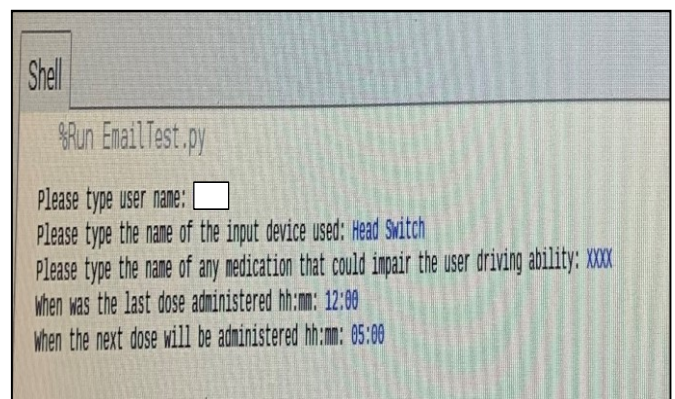 Shell
%Run EmailTest.py
Please type user name:
Please type the name of the input device used: Head Switch
Please type the name of any medication that could impair the user driving ability: XXXX
When was the last dose administered hh:mm: 12:00
When the next dose will be administered hh:mm: 05:00